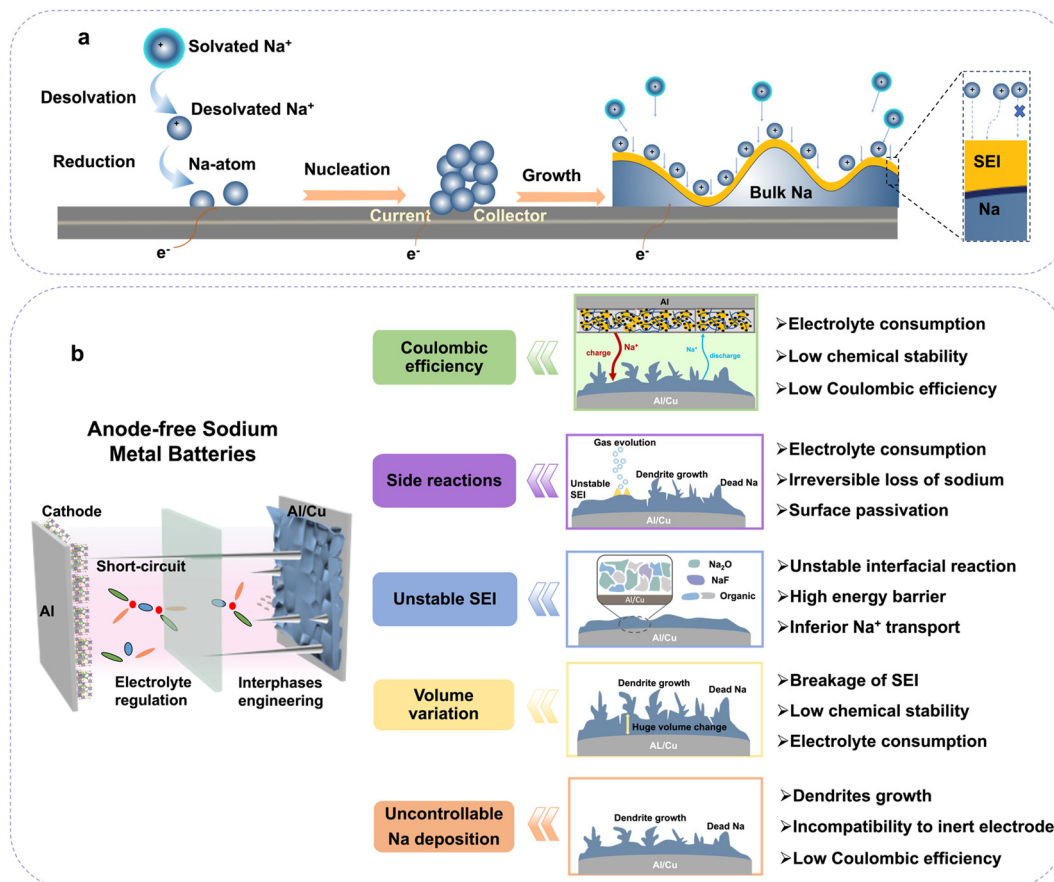 a
Solvated Na⁺
Desolvation
Desolvated Na⁺
Reduction
Na-atom
Nucleation
Growth
Current
Collector
Bulk Na
e⁻
e⁻
e⁻
SEI
Na
b
Anode-free Sodium
Metal Batteries
Cathode
Al/Cu
Short-circuit
Al
Electrolyte
regulation
Interphases
engineering
Coulombic
efficiency
Al
charge
Na⁺
Na⁺
discharge
Al/Cu
➢Electrolyte consumption
➢Low chemical stability
➢Low Coulombic efficiency
Side reactions
Gas evolution
Unstable
SEI
Dendrite growth
Dead Na
Al/Cu
➢Electrolyte consumption
➢Irreversible loss of sodium
➢Surface passivation
Unstable SEI
Na₂O
NaF
Organic
Al/Cu
Al/Cu
➢Unstable interfacial reaction
➢High energy barrier
➢Inferior Na⁺ transport
Volume
variation
Dendrite growth
Dead Na
Huge volume change
AL/Cu
➢Breakage of SEI
➢Low chemical stability
➢Electrolyte consumption
Uncontrollable
Na deposition
Dendrite growth
Dead Na
Al/Cu
➢Dendrites growth
➢Incompatibility to inert electrode
➢Low Coulombic efficiency